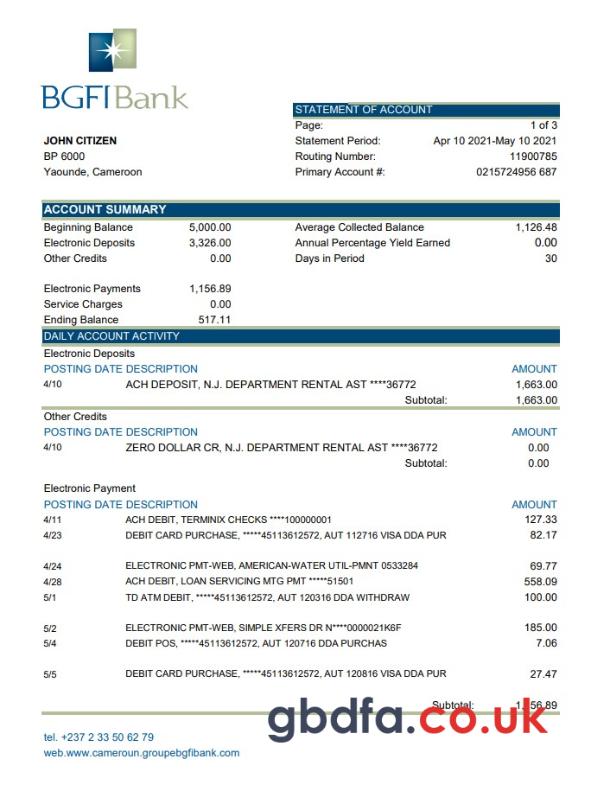 BGFIBank
STATEMENT OF ACCOUNT
Page: 1 of 3
JOHN CITIZEN Statement Period: Apr 10 2021-May 10 2021
BP 6000 Routing Number: 11900785
Yaounde, Cameroon Primary Account #: 0215724956 687
ACCOUNT SUMMARY
Beginning Balance 5,000.00 Average Collected Balance 1,126.48
Electronic Deposits 3,326.00 Annual Percentage Yield Earned 0.00
Other Credits 0.00 Days in Period 30
Electronic Payments 1,156.89
Service Charges 0.00
Ending Balance 517.11
DAILY ACCOUNT ACTIVITY
Electronic Deposits
POSTING DATE DESCRIPTION AMOUNT
4/10 ACH DEPOSIT, N.J. DEPARTMENT RENTAL AST ****36772 1,663.00
Subtotal: 1,663.00
Other Credits
POSTING DATE DESCRIPTION AMOUNT
4/10 ZERO DOLLAR CR, N.J. DEPARTMENT RENTAL AST ****36772 0.00
Subtotal: 0.00
Electronic Payment
POSTING DATE DESCRIPTION AMOUNT
4/11 ACH DEBIT, TERMINIX CHECKS ****100000001 127.33
4/23 DEBIT CARD PURCHASE, *****45113612572, AUT 112716 VISA DDA PUR 82.17
4/24 ELECTRONIC PMT-WEB, AMERICAN-WATER UTIL-PMNT 0533284 69.77
4/28 ACH DEBIT, LOAN SERVICING MTG PMT *****51501 558.09
5/1 TD ATM DEBIT, *****45113612572, AUT 120316 DDA WITHDRAW 100.00
5/2 ELECTRONIC PMT-WEB, SIMPLE XFERS DR N****0000021K6F 185.00
5/4 DEBIT POS, *****45113612572, AUT 120716 DDA PURCHAS 7.06
5/5 DEBIT CARD PURCHASE, *****45113612572, AUT 120816 VISA DDA PUR 27.47
Subtotal: 1,156.89
gbdfa.co.uk
tel. +237 2 33 50 62 79
web.www.cameroun.groupebgfibank.com